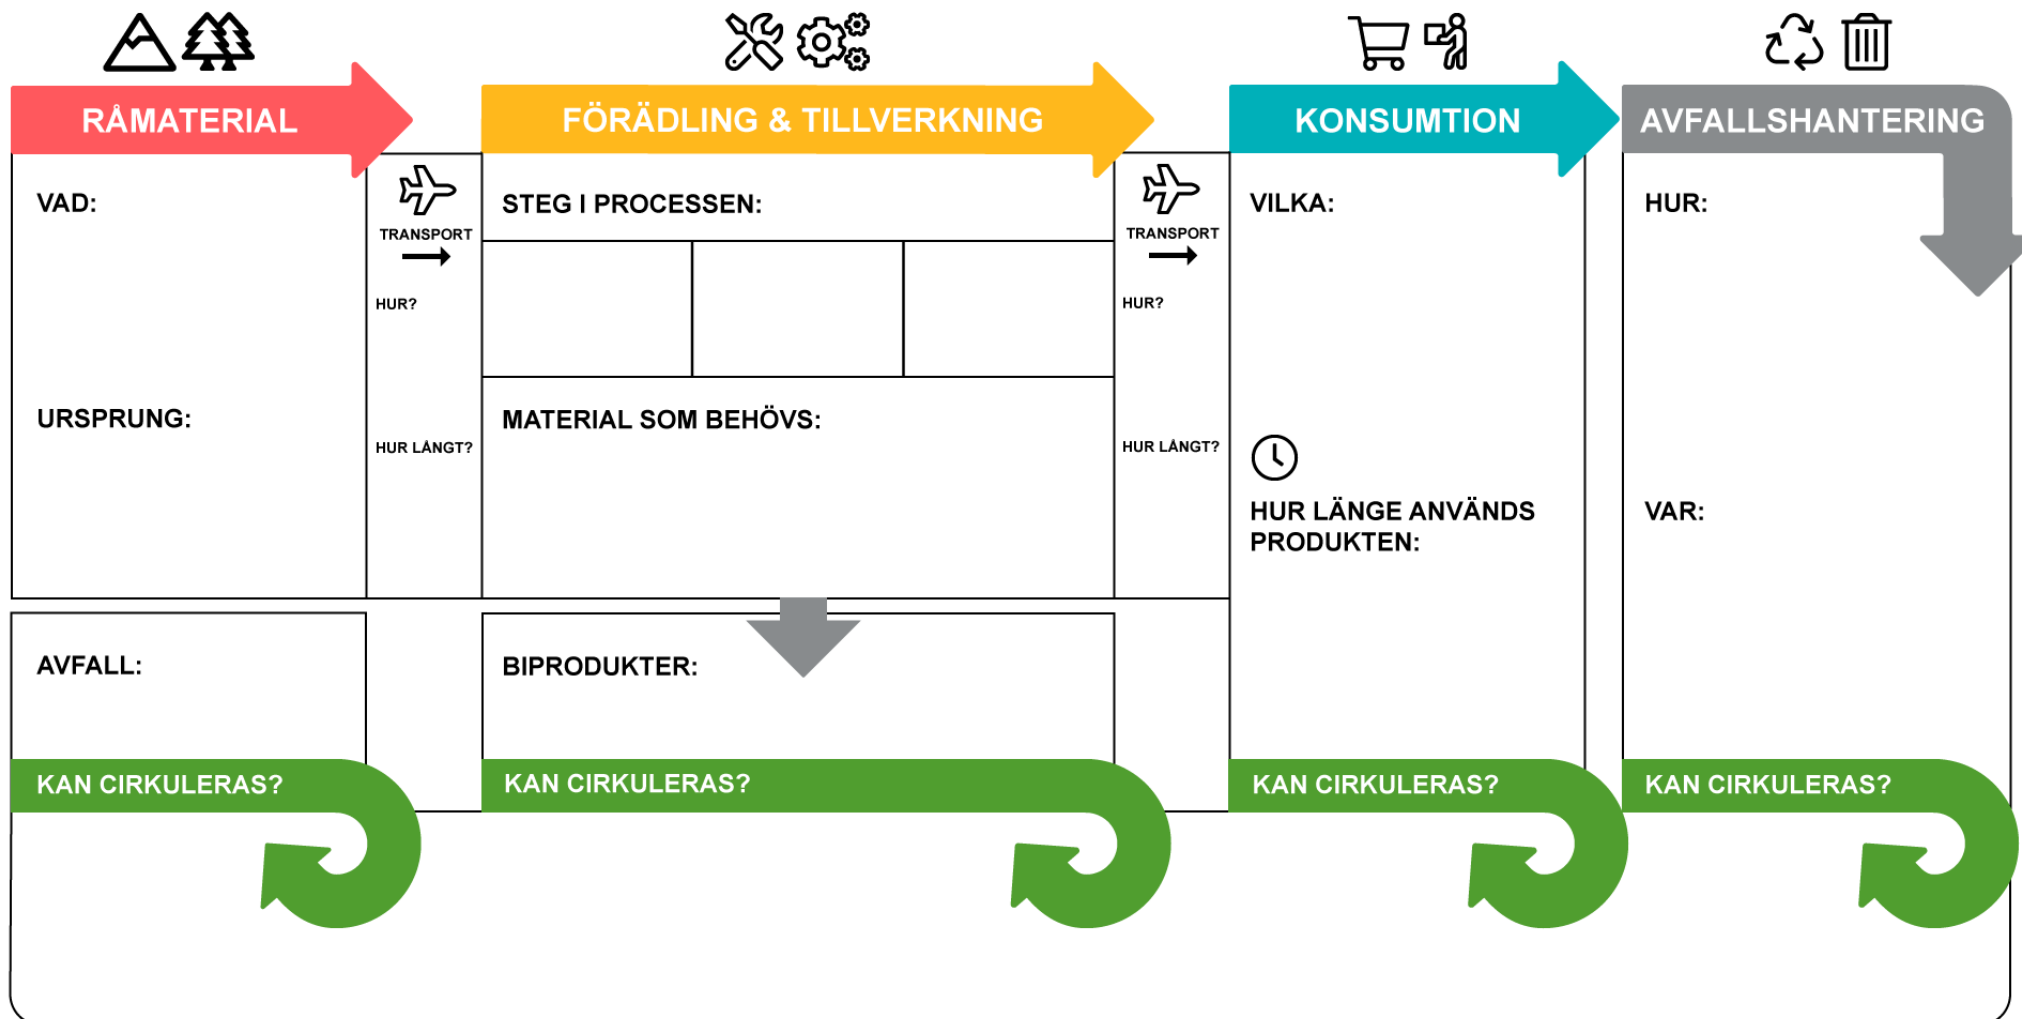 RÅMATERIAL
VAD:
URSPRUNG:
AVFALL:
KAN CIRKULERAS?
TRANSPORT
HUR?
HUR LÅNGT?
FÖRÄDLING & TILLVERKNING
STEG I PROCESSEN:
MATERIAL SOM BEHÖVS:
BIPRODUKTER:
KAN CIRKULERAS?
TRANSPORT
HUR?
HUR LÅNGT?
KONSUMTION
VILKA:
HUR LÄNGE ANVÄNDS
PRODUKTEN:
KAN CIRKULERAS?
AVFALLSHANTERING
HUR:
VAR:
KAN CIRKULERAS?